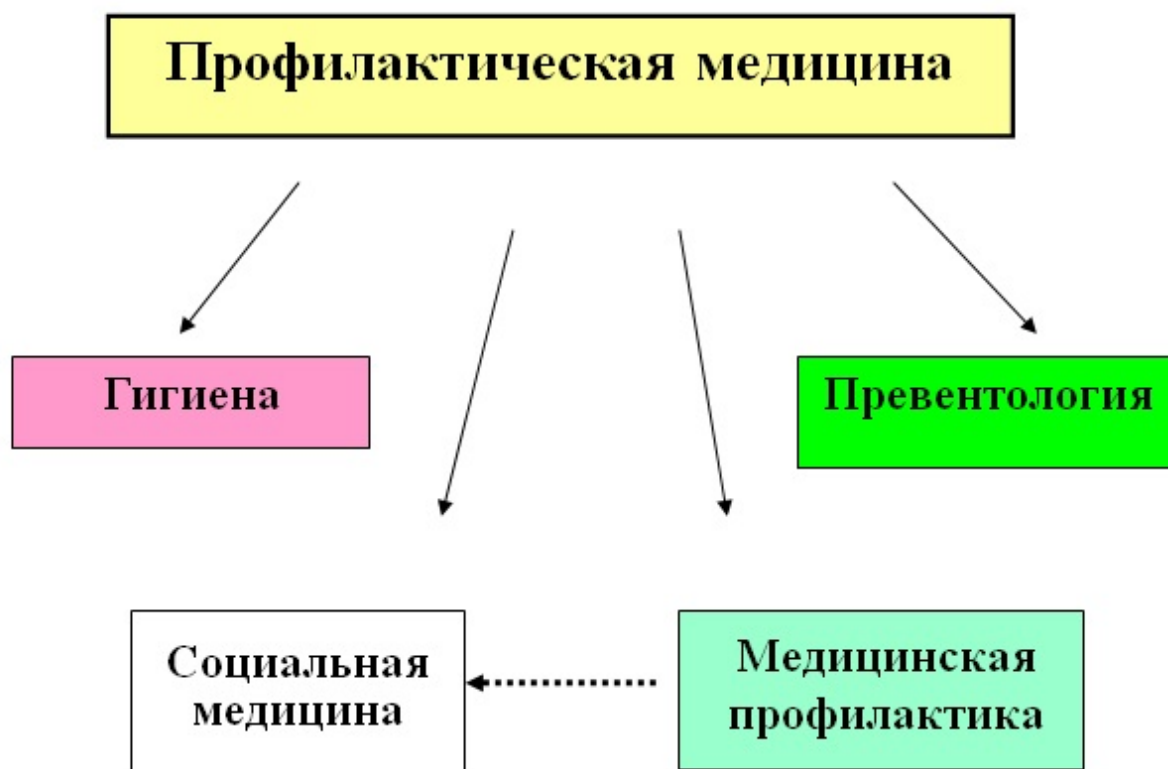 Профилактическая медицина
Гигиена
Превентология
Социальная
медицина
Медицинская
профилактика